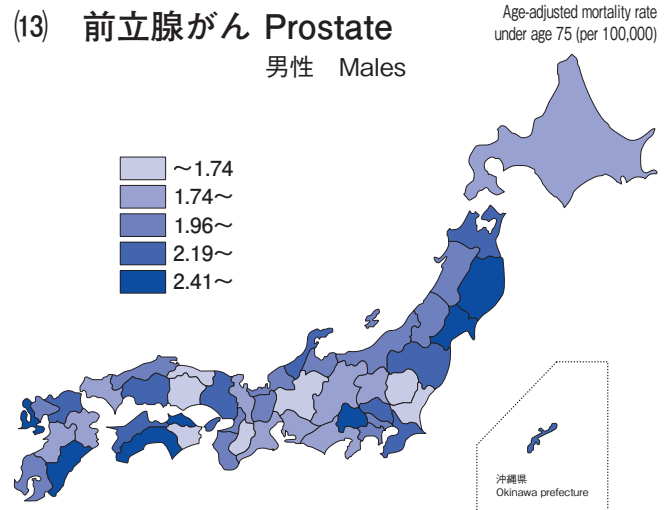 ⒀ 前立腺がん Prostate
男性 Males
Age-adjusted mortality rate
under age 75 (per 100,000)
～1.74
1.74～
1.96～
2.19～
2.41～
沖縄県
Okinawa prefecture